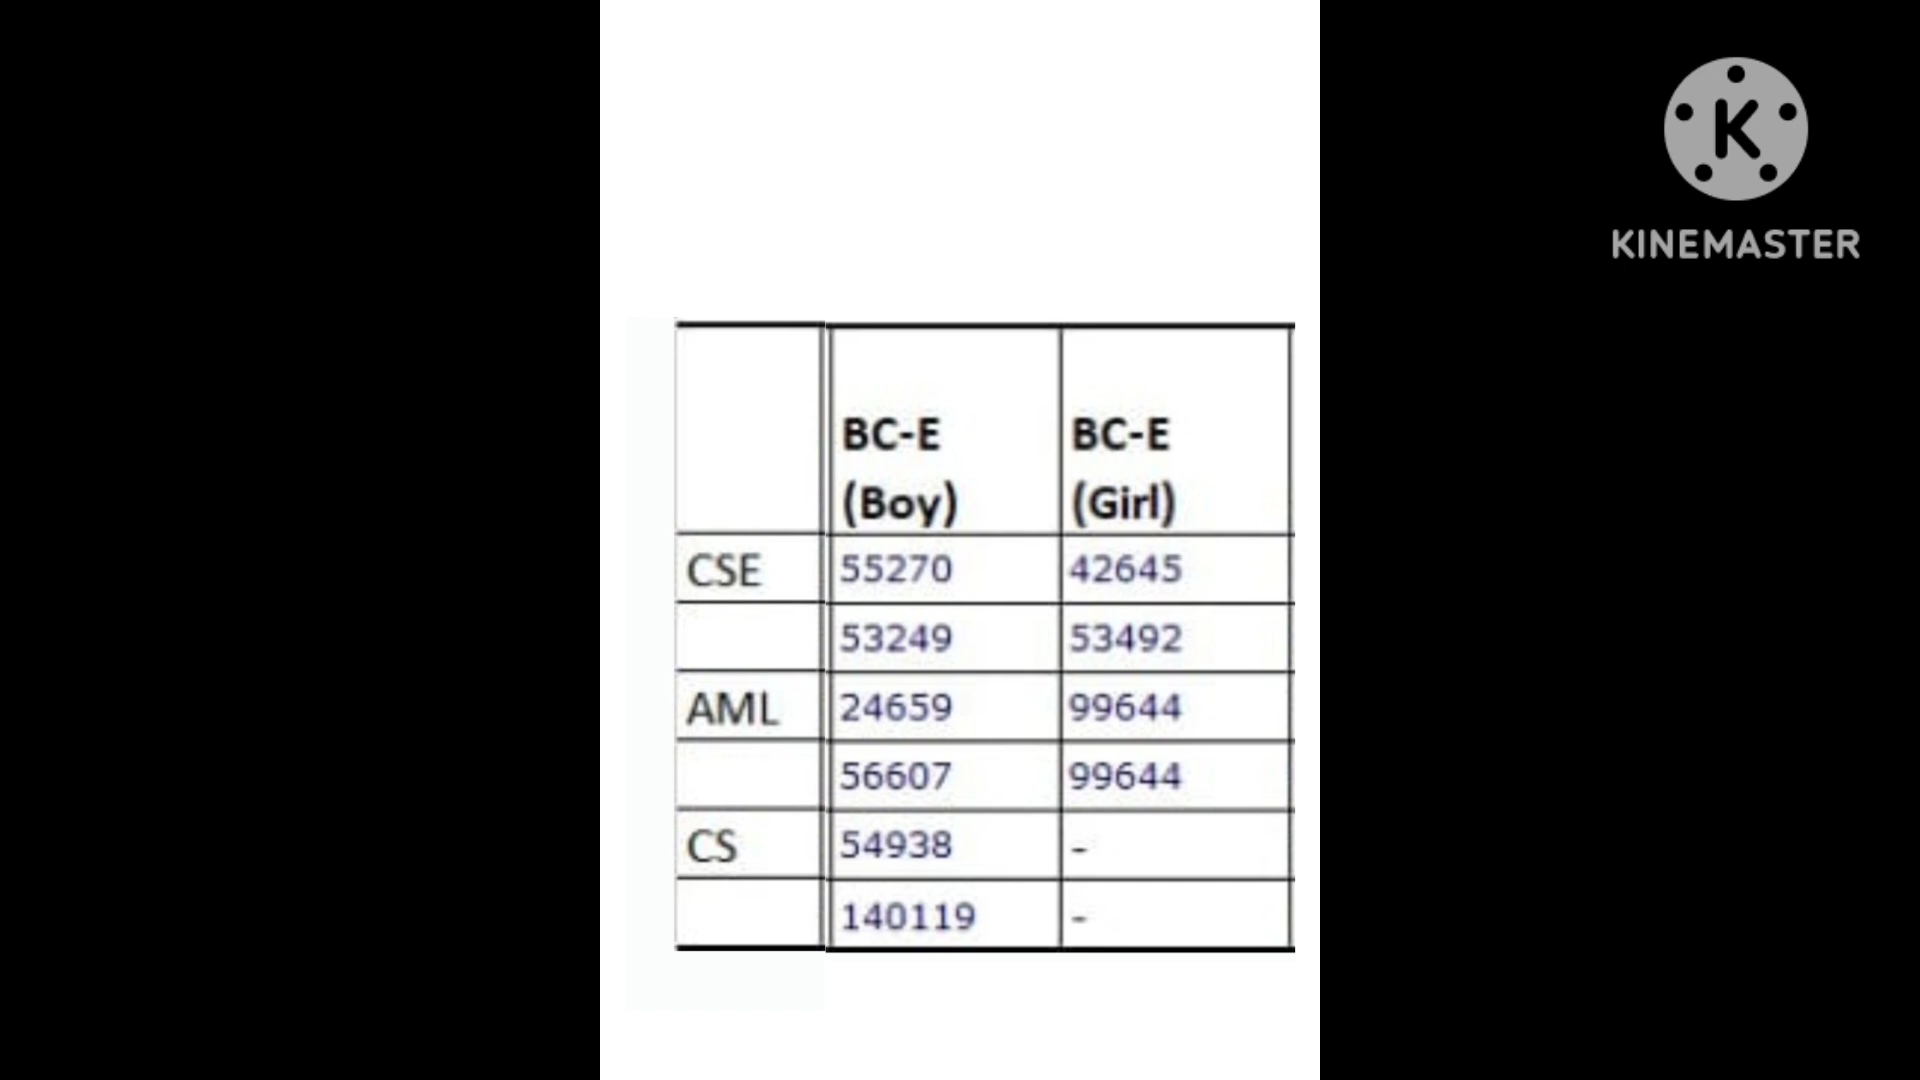 K
KINEMASTER
BC-E (Boy) BC-E (Girl)
CSE 55270 42645
53249 53492
AML 24659 99644
56607 99644
CS 54938 -
140119 -